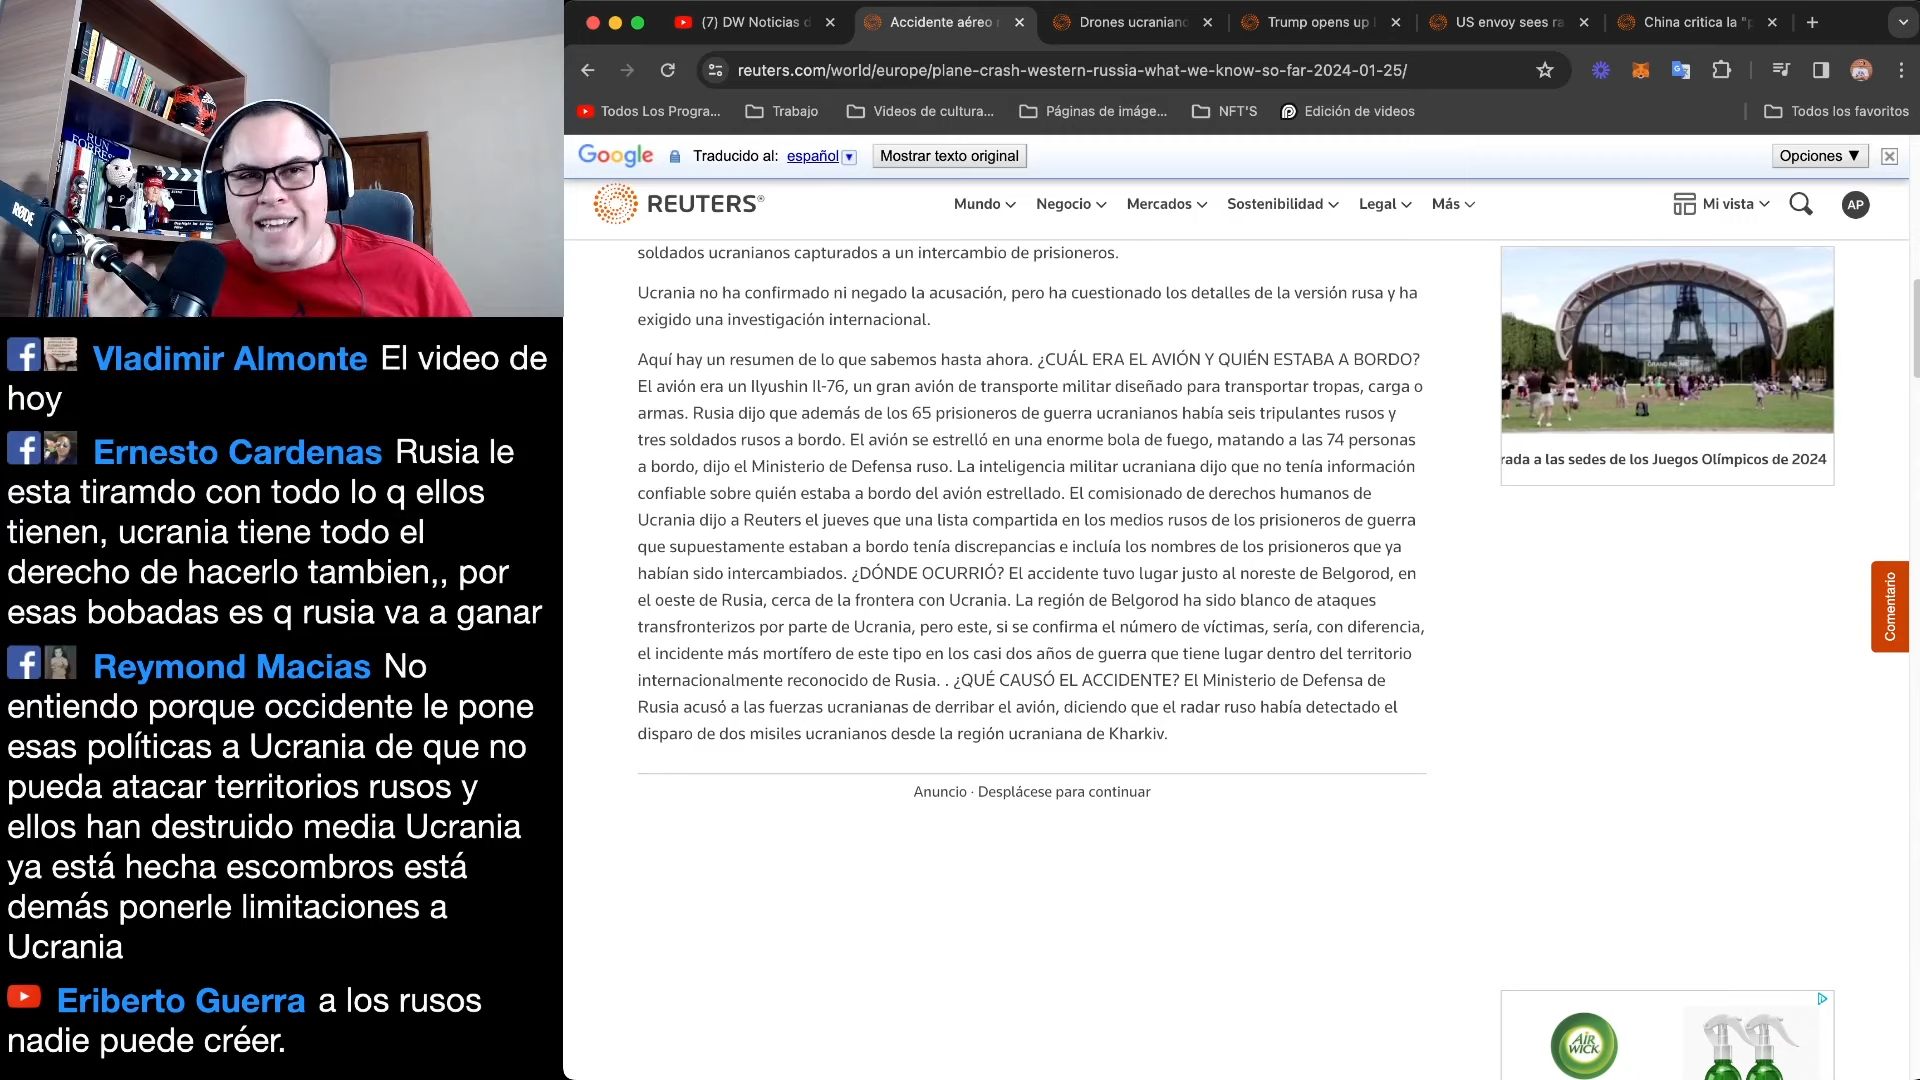 RUN
FORREST
RØDE
Vladimir Almonte El video de
hoy
Ernesto Cardenas Rusia le
esta tiramdo con todo lo q ellos
tienen, ucrania tiene todo el
derecho de hacerlo tambien,, por
esas bobadas es q rusia va a ganar
Reymond Macias No
entiendo porque occidente le pone
esas políticas a Ucrania de que no
pueda atacar territorios rusos y
ellos han destruido media Ucrania
ya está hecha escombros está
demás ponerle limitaciones a
Ucrania
Eriberto Guerra a los rusos
nadie puede créer.
(7) DW Noticias d
Accidente aéreo r
Drones ucraniano
Trump opens up l
US envoy sees ra
China critica la "p
reuters.com/world/europe/plane-crash-western-russia-what-we-know-so-far-2024-01-25/
Todos Los Progra... Trabajo Videos de cultura... Páginas de imáge... NFT'S Edición de videos Todos los favoritos
Google Traducido al: español Mostrar texto original Opciones ▼
REUTERS® Mundo Negocio Mercados Sostenibilidad Legal Más Mi vista AP
soldados ucranianos capturados a un intercambio de prisioneros.
Ucrania no ha confirmado ni negado la acusación, pero ha cuestionado los detalles de la versión rusa y ha
exigido una investigación internacional.
Aquí hay un resumen de lo que sabemos hasta ahora. ¿CUÁL ERA EL AVIÓN Y QUIÉN ESTABA A BORDO?
El avión era un Ilyushin Il-76, un gran avión de transporte militar diseñado para transportar tropas, carga o
armas. Rusia dijo que además de los 65 prisioneros de guerra ucranianos había seis tripulantes rusos y
tres soldados rusos a bordo. El avión se estrelló en una enorme bola de fuego, matando a las 74 personas
a bordo, dijo el Ministerio de Defensa ruso. La inteligencia militar ucraniana dijo que no tenía información
confiable sobre quién estaba a bordo del avión estrellado. El comisionado de derechos humanos de
Ucrania dijo a Reuters el jueves que una lista compartida en los medios rusos de los prisioneros de guerra
que supuestamente estaban a bordo tenía discrepancias e incluía los nombres de los prisioneros que ya
habían sido intercambiados. ¿DÓNDE OCURRIÓ? El accidente tuvo lugar justo al noreste de Belgorod, en
el oeste de Rusia, cerca de la frontera con Ucrania. La región de Belgorod ha sido blanco de ataques
transfronterizos por parte de Ucrania, pero este, si se confirma el número de víctimas, sería, con diferencia,
el incidente más mortífero de este tipo en los casi dos años de guerra que tiene lugar dentro del territorio
internacionalmente reconocido de Rusia. . ¿QUÉ CAUSÓ EL ACCIDENTE? El Ministerio de Defensa de
Rusia acusó a las fuerzas ucranianas de derribar el avión, diciendo que el radar ruso había detectado el
disparo de dos misiles ucranianos desde la región ucraniana de Kharkiv.
Anuncio · Desplácese para continuar
rada a las sedes de los Juegos Olímpicos de 2024
Comentario
AIR
WICK